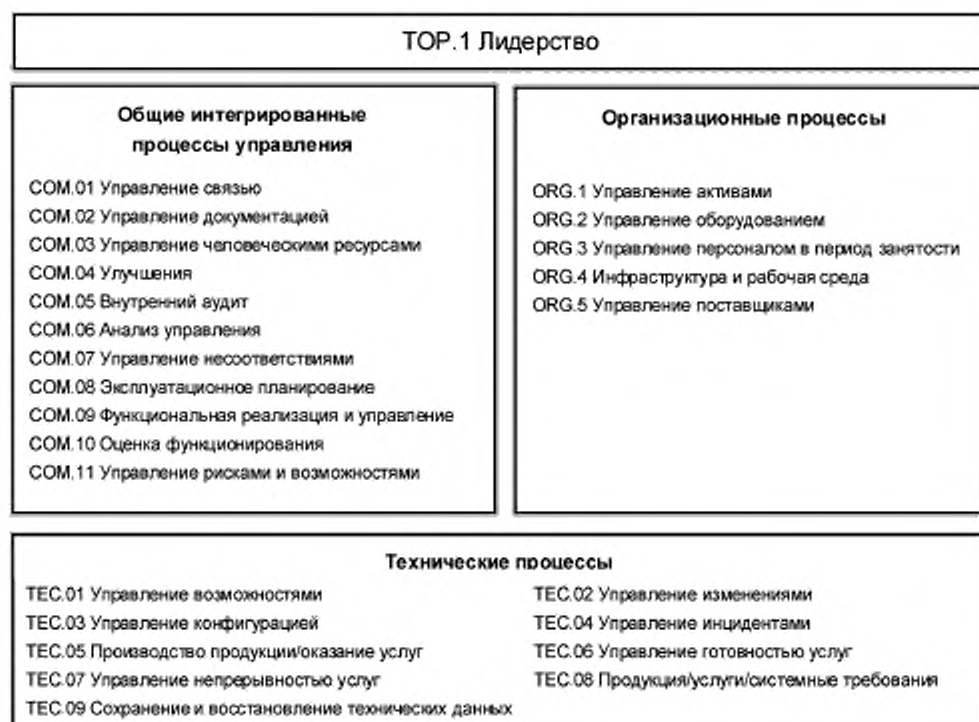 TOP.1 Лидерство
Общие интегрированные
процессы управления
COM.01 Управление связью
COM.02 Управление документацией
COM.03 Управление человеческими ресурсами
COM.04 Улучшения
COM.05 Внутренний аудит
COM.06 Анализ управления
COM.07 Управление несоответствиями
COM.08 Эксплуатационное планирование
COM.09 Функциональная реализация и управление
COM.10 Оценка функционирования
COM.11 Управление рисками и возможностями
Организационные процессы
ORG.1 Управление активами
ORG.2 Управление оборудованием
ORG.3 Управление персоналом в период занятости
ORG.4 Инфраструктура и рабочая среда
ORG.5 Управление поставщиками
Технические процессы
TEC.01 Управление возможностями
TEC.02 Управление изменениями
TEC.03 Управление конфигурацией
TEC.04 Управление инцидентами
TEC.05 Производство продукции/оказание услуг
TEC.06 Управление готовностью услуг
TEC.07 Управление непрерывностью услуг
TEC.08 Продукция/услуги/системные требования
TEC.09 Сохранение и восстановление технических данных